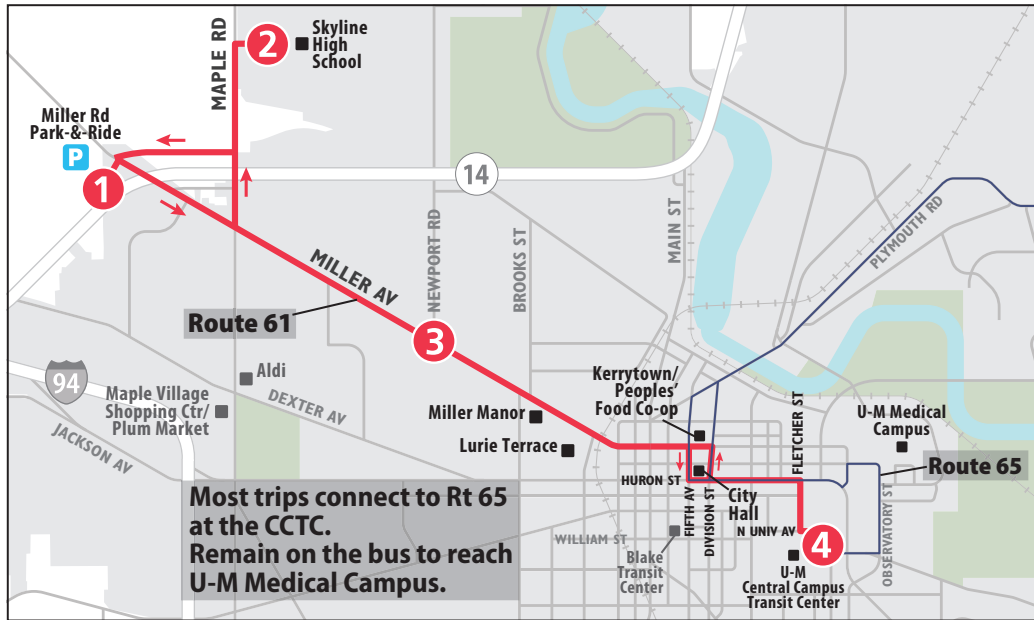 MAPLE RD
2
Skyline
High
School
Miller Rd
Park-&-Ride
P
1
14
NEWPORT RD
BROOKS ST
MAIN ST
PLYMOUTH RD
MILLER AV
Route 61
3
94
Aldi
Maple Village
Shopping Ctr/
Plum Market
DEXTER AV
JACKSON AV
Miller Manor
Lurie Terrace
Kerrytown/
Peoples'
Food Co-op
FLETCHER ST
U-M Medical
Campus
Route 65
HURON ST
FIFTH AV
DIVISION ST
City
Hall
N UNIV AV
4
OBSERVATORY ST
WILLIAM ST
Blake
Transit
Center
U-M
Central Campus
Transit Center
Most trips connect to Rt 65
at the CCTC.
Remain on the bus to reach
U-M Medical Campus.